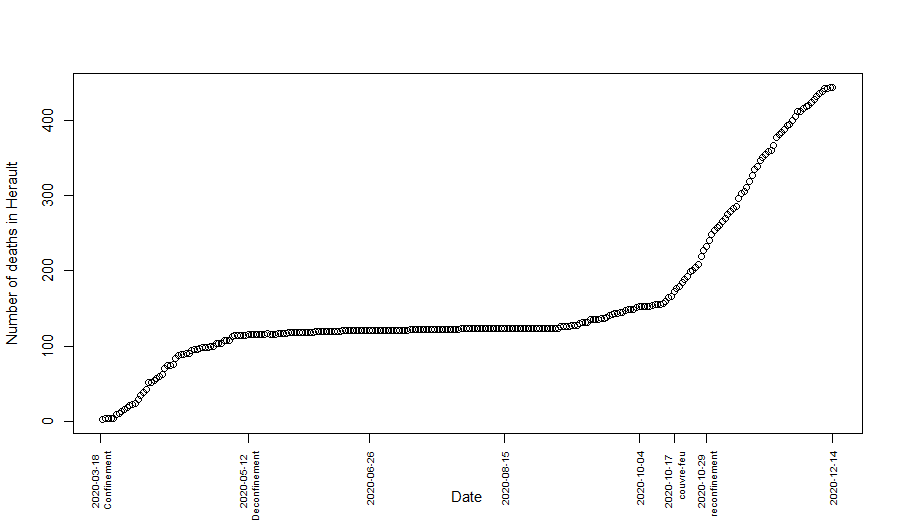 Number of deaths in Herault
400
300
200
100
0
2020-03-18
Confinement
2020-05-12
Deconfinement
2020-06-26
2020-08-15
2020-10-04
2020-10-17
couvre-feu
2020-10-29
reconfinement
2020-12-14
Date